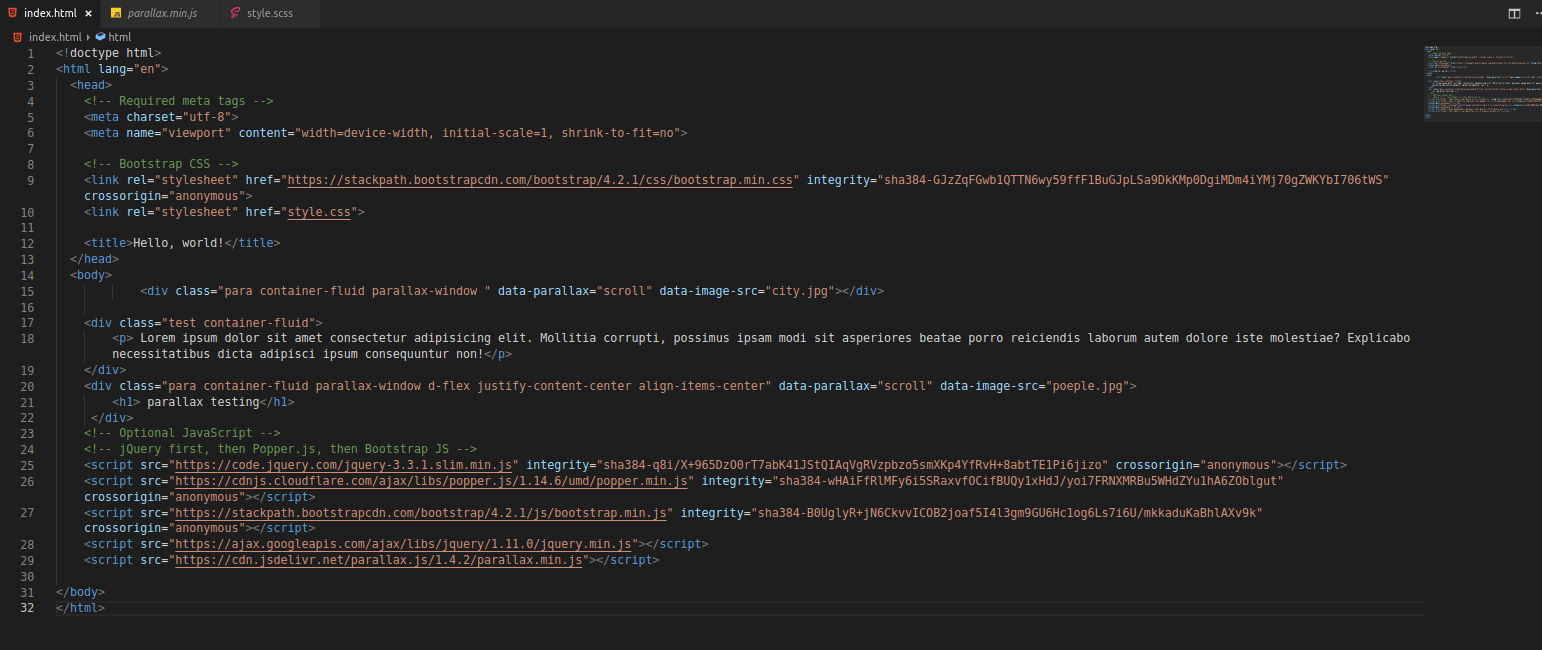 index.html × parallax.min.js style.scss
index.html › html
1 <!doctype html>
2 <html lang="en">
3 <head>
4 <!-- Required meta tags -->
5 <meta charset="utf-8">
6 <meta name="viewport" content="width=device-width, initial-scale=1, shrink-to-fit=no">
7
8 <!-- Bootstrap CSS -->
9 <link rel="stylesheet" href="https://stackpath.bootstrapcdn.com/bootstrap/4.2.1/css/bootstrap.min.css" integrity="sha384-GJzZqFGwb1QTTN6wy59ffF1BuGJpLSa9DkKMp0DgiMDm4iYMj70gZWKYbI706tWS"
crossorigin="anonymous">
10 <link rel="stylesheet" href="style.css">
11
12 <title>Hello, world!</title>
13 </head>
14 <body>
15 <div class="para container-fluid parallax-window " data-parallax="scroll" data-image-src="city.jpg"></div>
16
17 <div class="test container-fluid">
18 <p> Lorem ipsum dolor sit amet consectetur adipisicing elit. Mollitia corrupti, possimus ipsam modi sit asperiores beatae porro reiciendis laborum autem dolore iste molestiae? Explicabo
necessitatibus dicta adipisci ipsum consequuntur non!</p>
19 </div>
20 <div class="para container-fluid parallax-window d-flex justify-content-center align-items-center" data-parallax="scroll" data-image-src="poeple.jpg">
21 <h1> parallax testing</h1>
22 </div>
23 <!-- Optional JavaScript -->
24 <!-- jQuery first, then Popper.js, then Bootstrap JS -->
25 <script src="https://code.jquery.com/jquery-3.3.1.slim.min.js" integrity="sha384-q8i/X+965DzO0rT7abK41JStQIAqVgRVzpbzo5smXKp4YfRvH+8abtTE1Pi6jizo" crossorigin="anonymous"></script>
26 <script src="https://cdnjs.cloudflare.com/ajax/libs/popper.js/1.14.6/umd/popper.min.js" integrity="sha384-wHAiFfRlMFy6i5SRaxvfOCifBUQy1xHdJ/yoi7FRNXMRBu5WHdZYu1hA6ZOblgut"
crossorigin="anonymous"></script>
27 <script src="https://stackpath.bootstrapcdn.com/bootstrap/4.2.1/js/bootstrap.min.js" integrity="sha384-B0UglyR+jN6CkvvICOB2joaf5I4l3gm9GU6Hc1og6Ls7i6U/mkkaduKaBhlAXv9k"
crossorigin="anonymous"></script>
28 <script src="https://ajax.googleapis.com/ajax/libs/jquery/1.11.0/jquery.min.js"></script>
29 <script src="https://cdn.jsdelivr.net/parallax.js/1.4.2/parallax.min.js"></script>
30
31 </body>
32 </html>